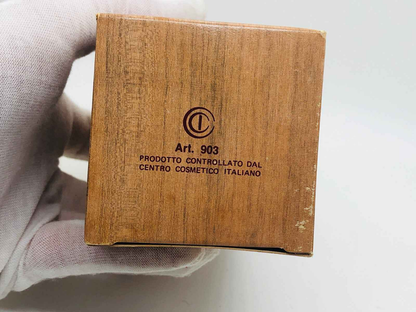 Art. 903
PRODOTTO CONTROLLATO DAL
CENTRO COSMETICO ITALIANO